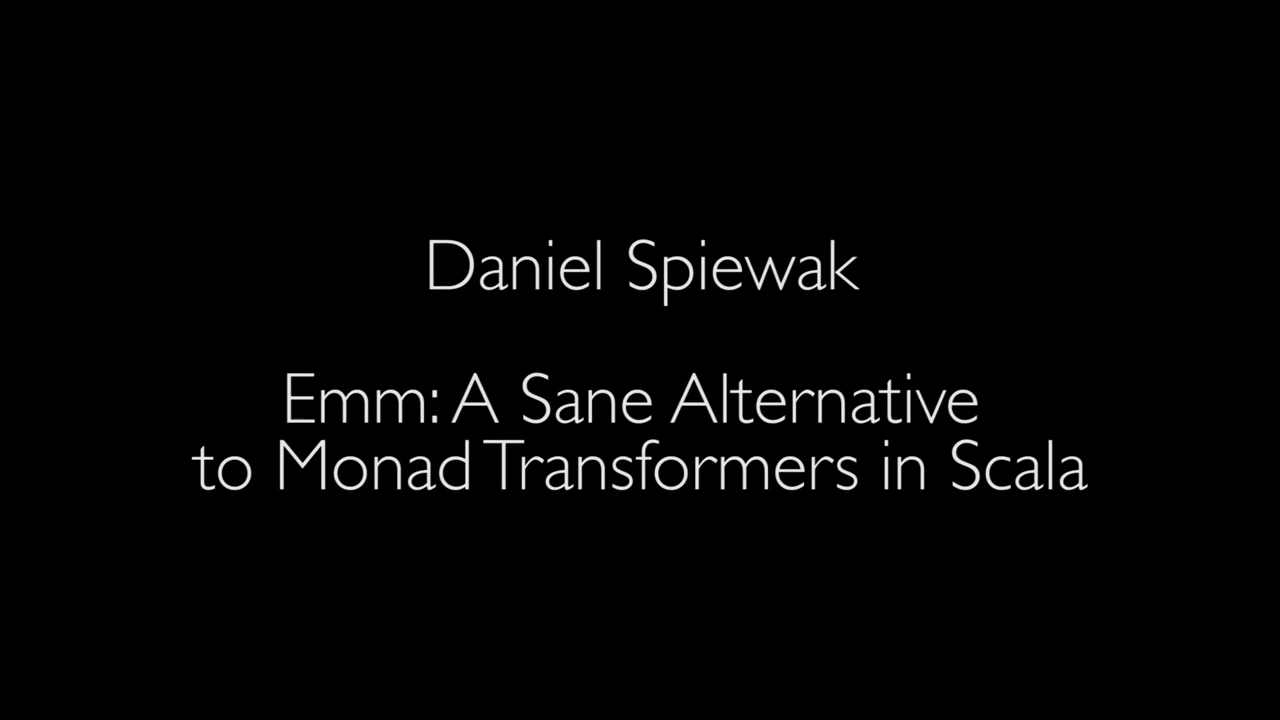 Daniel Spiewak
Emm: A Sane Alternative
to Monad Transformers in Scala